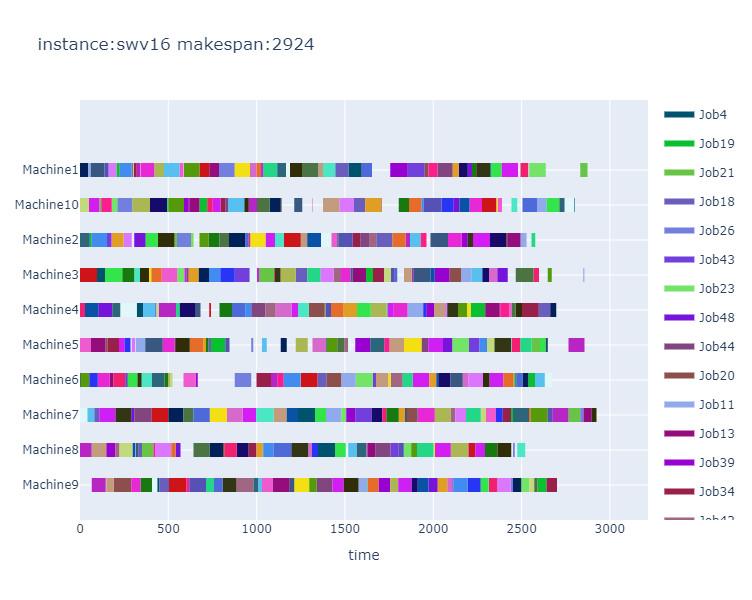 instance:swv16 makespan:2924
Machine1
Machine10
Machine2
Machine3
Machine4
Machine5
Machine6
Machine7
Machine8
Machine9
0 500 1000 1500 2000 2500 3000
time
Job4
Job19
Job21
Job18
Job26
Job43
Job23
Job48
Job44
Job20
Job11
Job13
Job39
Job34
Job42